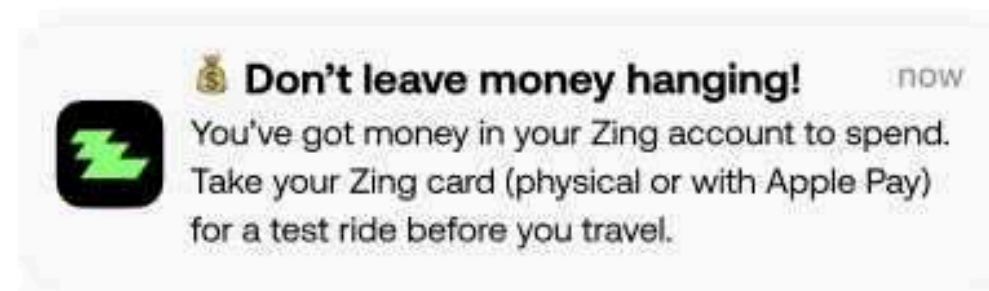 💰 Don't leave money hanging!
now
You've got money in your Zing account to spend.
Take your Zing card (physical or with Apple Pay)
for a test ride before you travel.